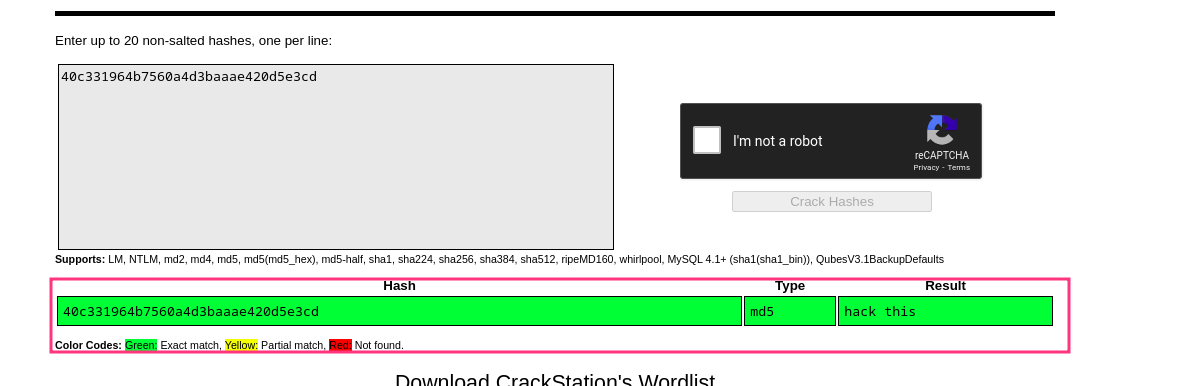 Enter up to 20 non-salted hashes, one per line:
40c331964b7560a4d3baaae420d5e3cd
I'm not a robot
reCAPTCHA
Privacy - Terms
Crack Hashes
Supports: LM, NTLM, md2, md4, md5, md5(md5_hex), md5-half, sha1, sha224, sha256, sha384, sha512, ripeMD160, whirlpool, MySQL 4.1+ (sha1(sha1_bin)), QubesV3.1BackupDefaults
Hash Type Result
40c331964b7560a4d3baaae420d5e3cd md5 hack this
Color Codes: Green: Exact match, Yellow: Partial match, Red: Not found.
Download CrackStation's Wordlist